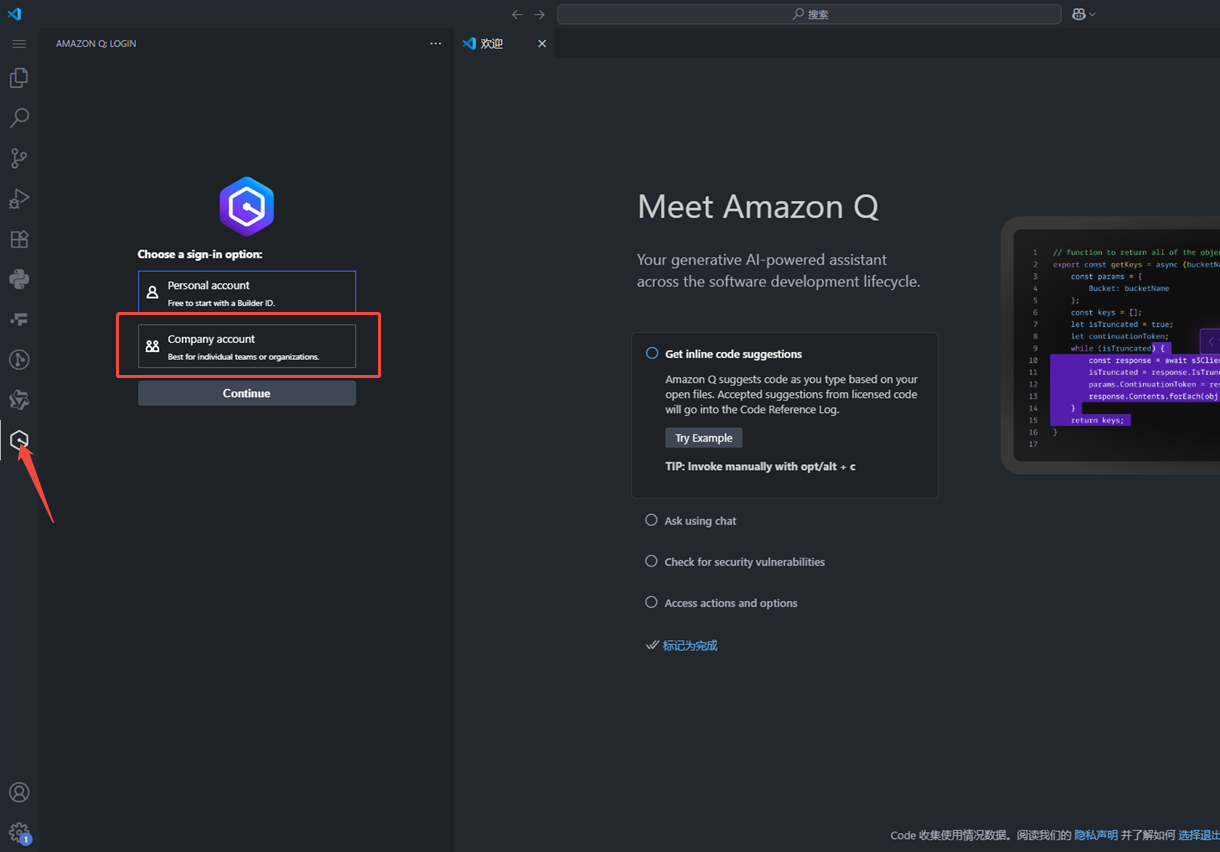 搜索
AMAZON Q: LOGIN
欢迎
Choose a sign-in option:
Personal account
Free to start with a Builder ID.
Company account
Best for individual teams or organizations.
Continue
1
Meet Amazon Q
Your generative AI-powered assistant
across the software development lifecycle.
Get inline code suggestions
Amazon Q suggests code as you type based on your
open files. Accepted suggestions from licensed code
will go into the Code Reference Log.
Try Example
TIP: Invoke manually with opt/alt + c
Ask using chat
Check for security vulnerabilities
Access actions and options
标记为完成
1 // function to return all of the obje
2 export const getKeys = async (bucketNa
3 const params = {
4 Bucket: bucketName
5 };
6 const keys = [];
7 let isTruncated = true;
8 let continuationToken;
9 while (isTruncated) {
10 const response = await s3Clie
11 isTruncated = response.IsTrun
12 params.ContinuationToken = res
13 response.Contents.forEach(obj
14 }
15 return keys;
16 }
17
Code 收集使用情况数据。阅读我们的 隐私声明 并了解如何 选择退出